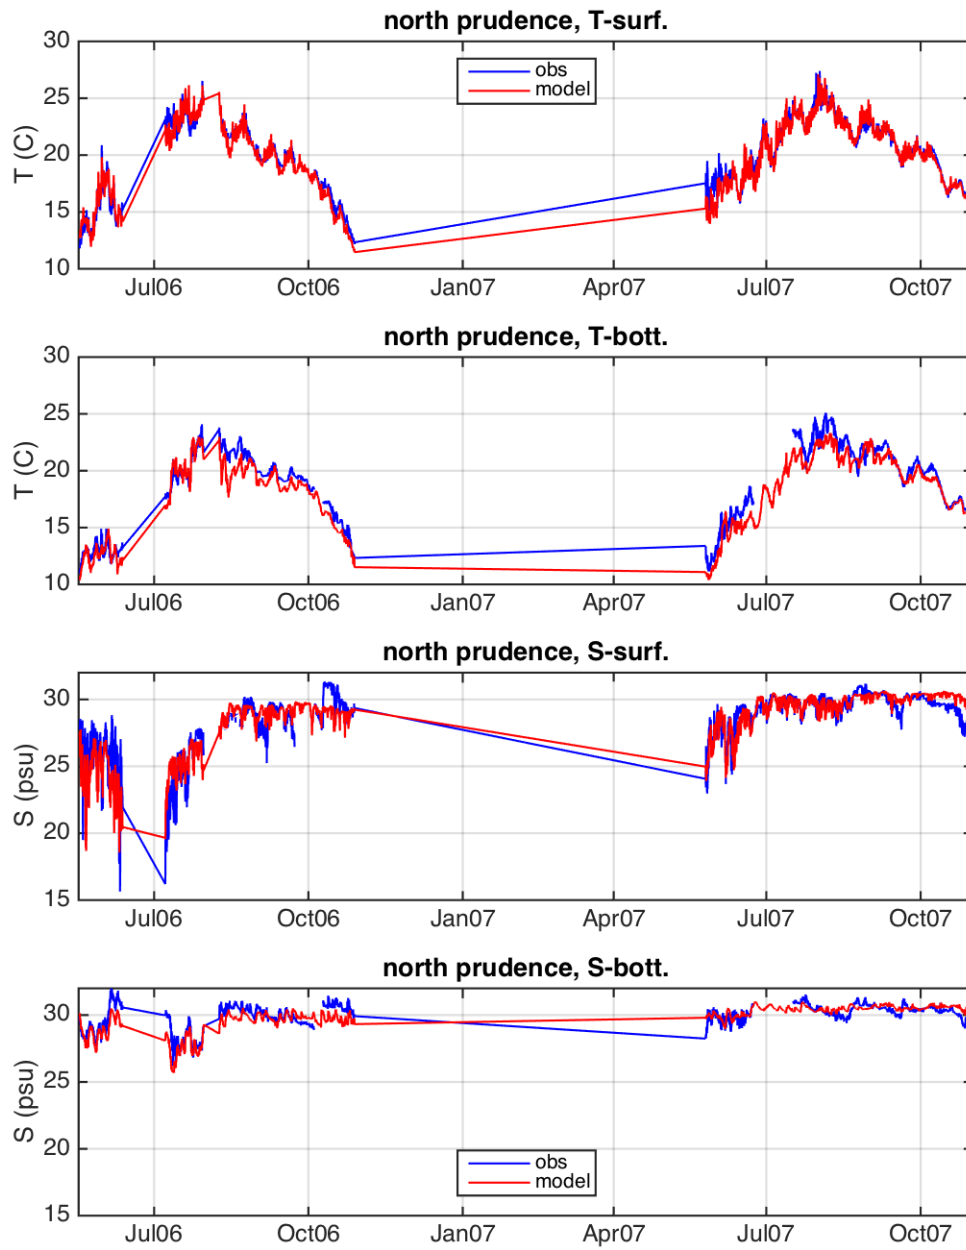 north prudence, T-surf.
30
25
20
15
10
T (C)
obs
model
Jul06 Oct06 Jan07 Apr07 Jul07 Oct07
north prudence, T-bott.
30
25
20
15
10
T (C)
Jul06 Oct06 Jan07 Apr07 Jul07 Oct07
north prudence, S-surf.
30
25
20
15
S (psu)
Jul06 Oct06 Jan07 Apr07 Jul07 Oct07
north prudence, S-bott.
30
25
20
15
S (psu)
obs
model
Jul06 Oct06 Jan07 Apr07 Jul07 Oct07